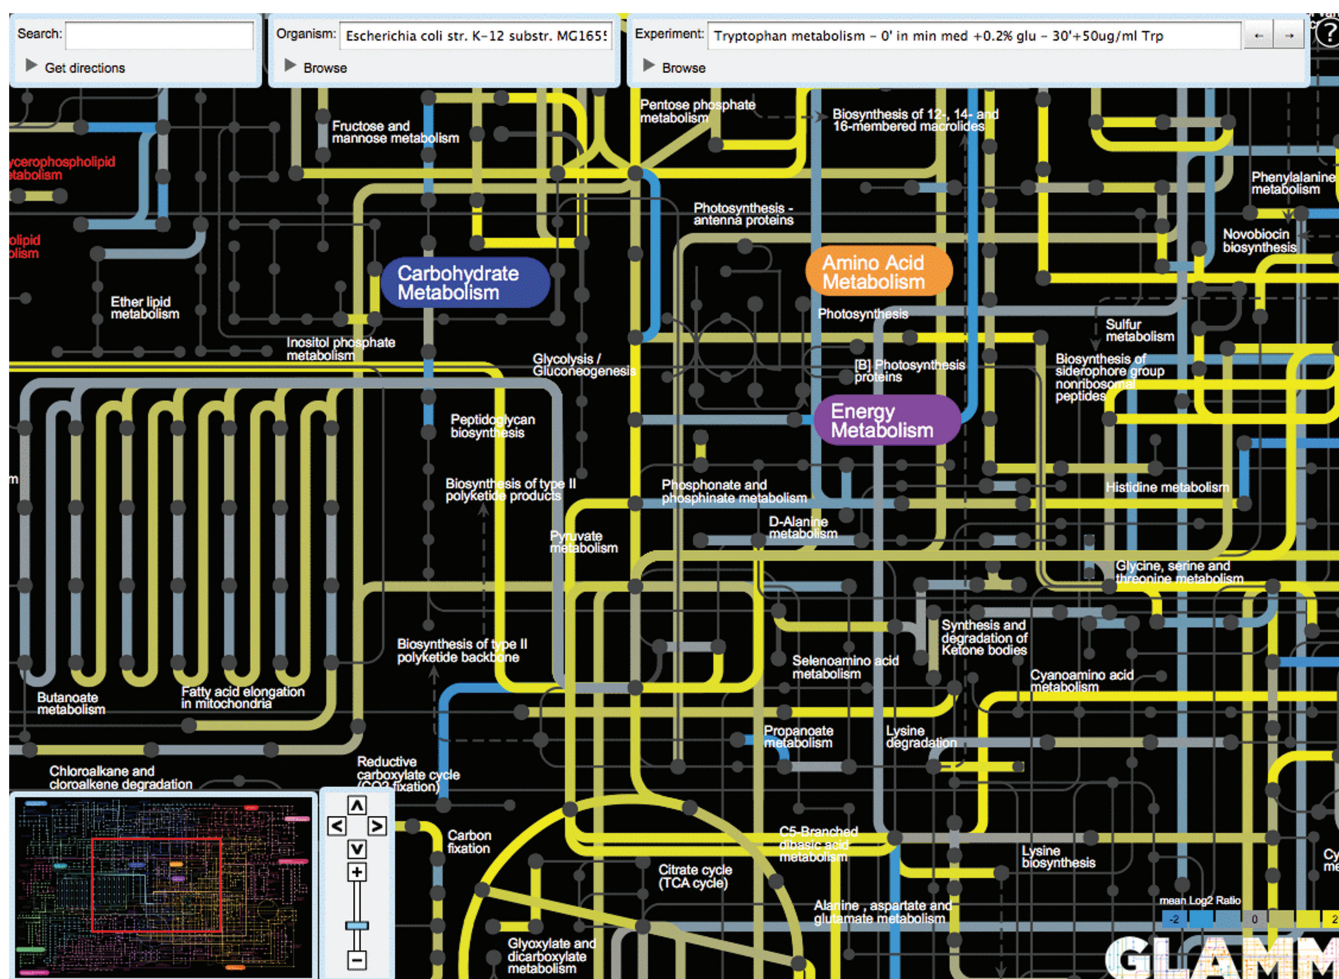 Search:
Get directions
Organism:
Escherichia coli str. K-12 substr. MG1655
Browse
Experiment:
Tryptophan metabolism - 0' in min med +0.2% glu - 30'+50ug/ml Trp
← →
Browse
?
Fructose and
mannose metabolism
Pentose phosphate
metabolism
Biosynthesis of 12-, 14- and
16-membered macrolides
ycerophospholipid
etabolism
Phenylalanine
metabolism
Photosynthesis -
antenna proteins
Novobiocin
biosynthesis
olipid
olism
Carbohydrate
Metabolism
Amino Acid
Metabolism
Ether lipid
metabolism
Photosynthesis
Sulfur
metabolism
Inositol phosphate
metabolism
Glycolysis /
Gluconeogenesis
[B] Photosynthesis
proteins
Biosynthesis of
siderophore group
nonribosomal
peptides
Peptidoglycan
biosynthesis
Energy
Metabolism
m
Biosynthesis of type II
polyketide products
Phosphonate and
phosphinate metabolism
Histidine metabolism
Pyruvate
metabolism
D-Alanine
metabolism
Glycine, serine and
threonine metabolism
Biosynthesis of type II
polyketide backbone
Synthesis and
degradation of
Ketone bodies
Selenoamino acid
metabolism
Cyanoamino acid
metabolism
Butanoate
metabolism
Fatty acid elongation
in mitochondria
Propanoate
metabolism
Lysine
degradation
Chloroalkane and
cloroalkene degradation
Reductive
carboxylate cycle
(CO2 fixation)
Carbon
fixation
C5-Branched
dibasic acid
metabolism
Lysine
biosynthesis
Cy
me
Citrate cycle
(TCA cycle)
Alanine , aspartate and
glutamate metabolism
mean Log2 Ratio
-2 0 2
Glyoxylate and
dicarboxylate
metabolism
GLAMM